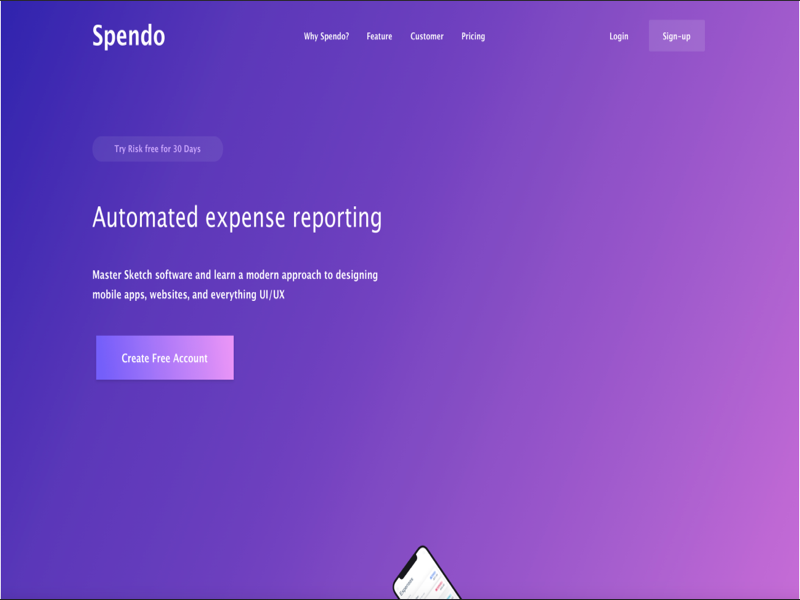 Spendo
Why Spendo?
Feature
Customer
Pricing
Login
Sign-up
Try Risk free for 30 Days
Automated expense reporting
Master Sketch software and learn a modern approach to designing
mobile apps, websites, and everything UI/UX
Create Free Account